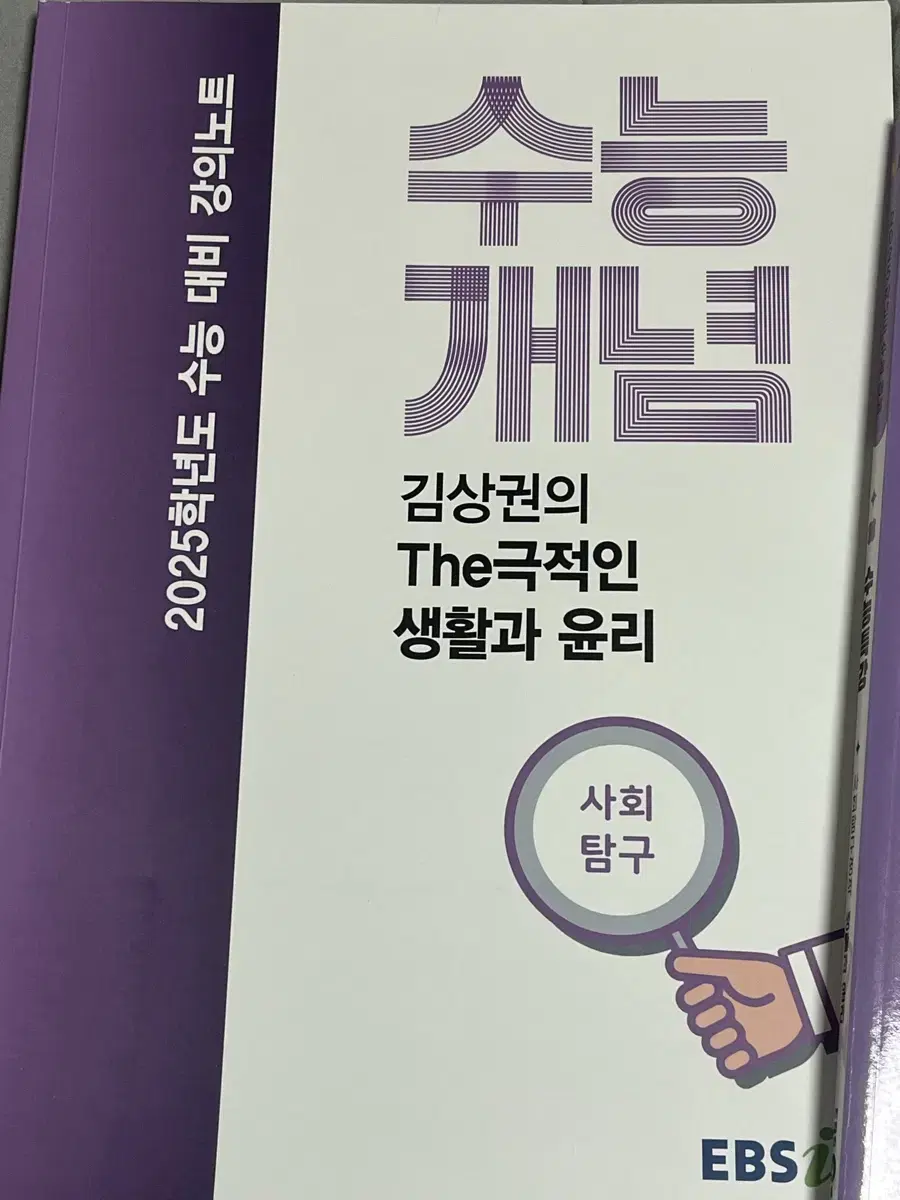 2025학년도 수능 대비 강의노트
수능
개념
김상권의
The극적인
생활과 윤리
사회
탐구
EBSi